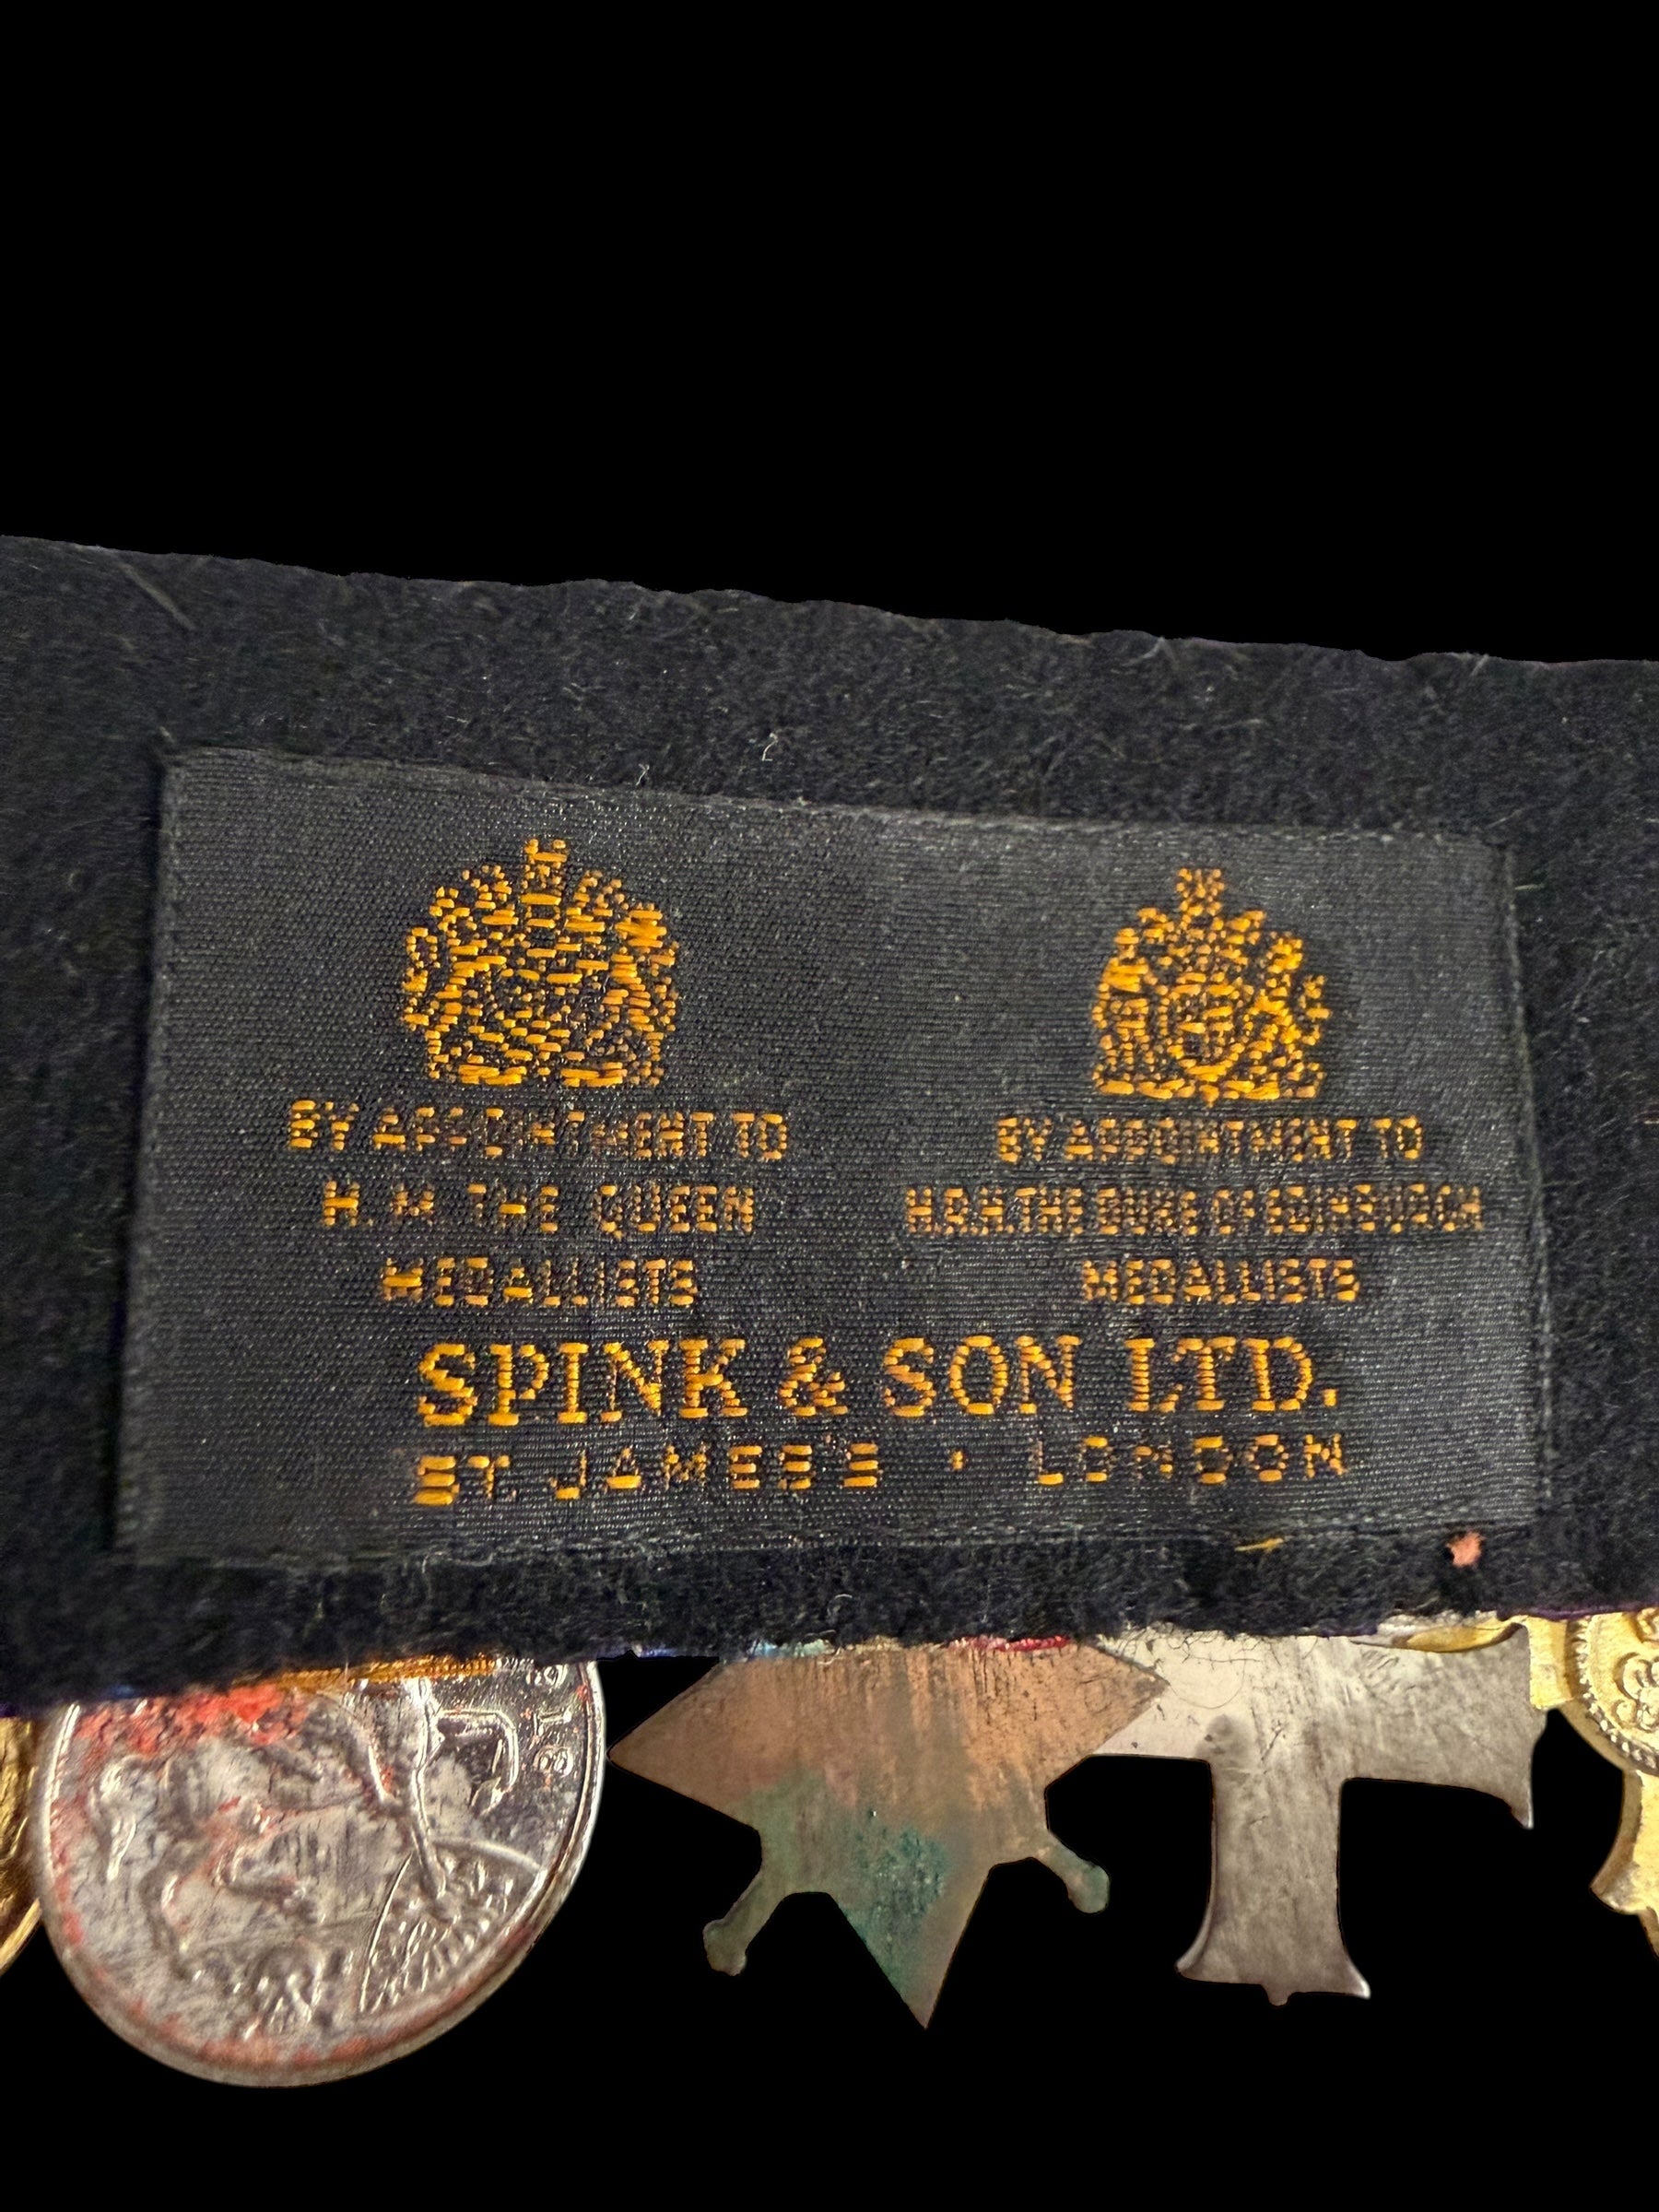 BY APPOINTMENT TO
H. M. THE QUEEN
MEDALLISTS
BY APPOINTMENT TO
H.R.H. THE DUKE OF EDINBURGH
MEDALLISTS
SPINK & SON LTD.
ST. JAMES'S · LONDON